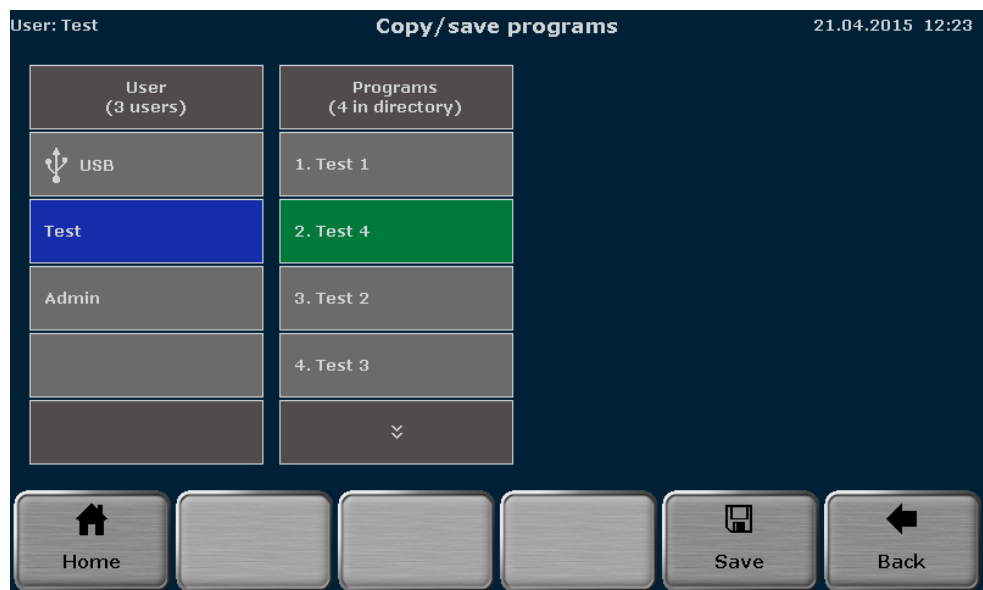 User: Test
Copy/save programs
21.04.2015 12:23
User
(3 users)
Programs
(4 in directory)
USB
1. Test 1
Test
2. Test 4
Admin
3. Test 2
4. Test 3
Home
Save
Back